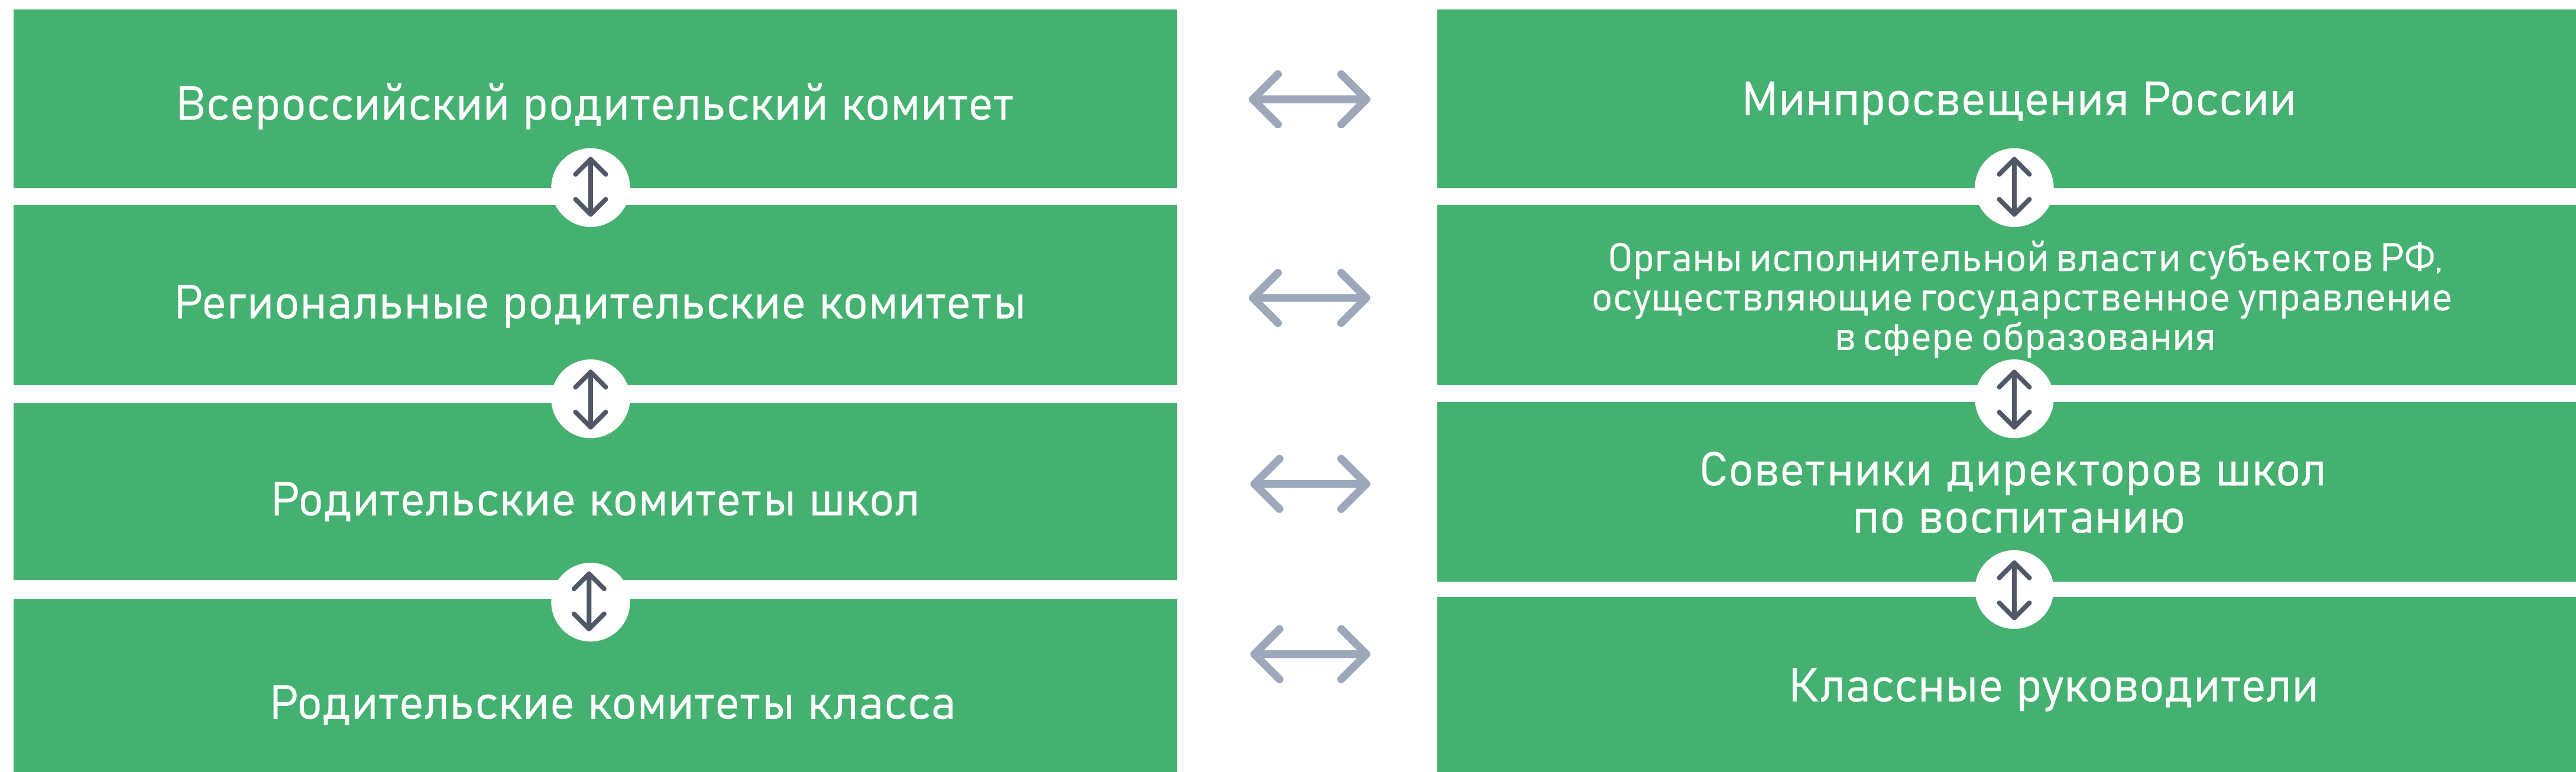 Всероссийский родительский комитет
Минпросвещения России
Региональные родительские комитеты
Органы исполнительной власти субъектов РФ,
осуществляющие государственное управление
в сфере образования
Родительские комитеты школ
Советники директоров школ
по воспитанию
Родительские комитеты класса
Классные руководители